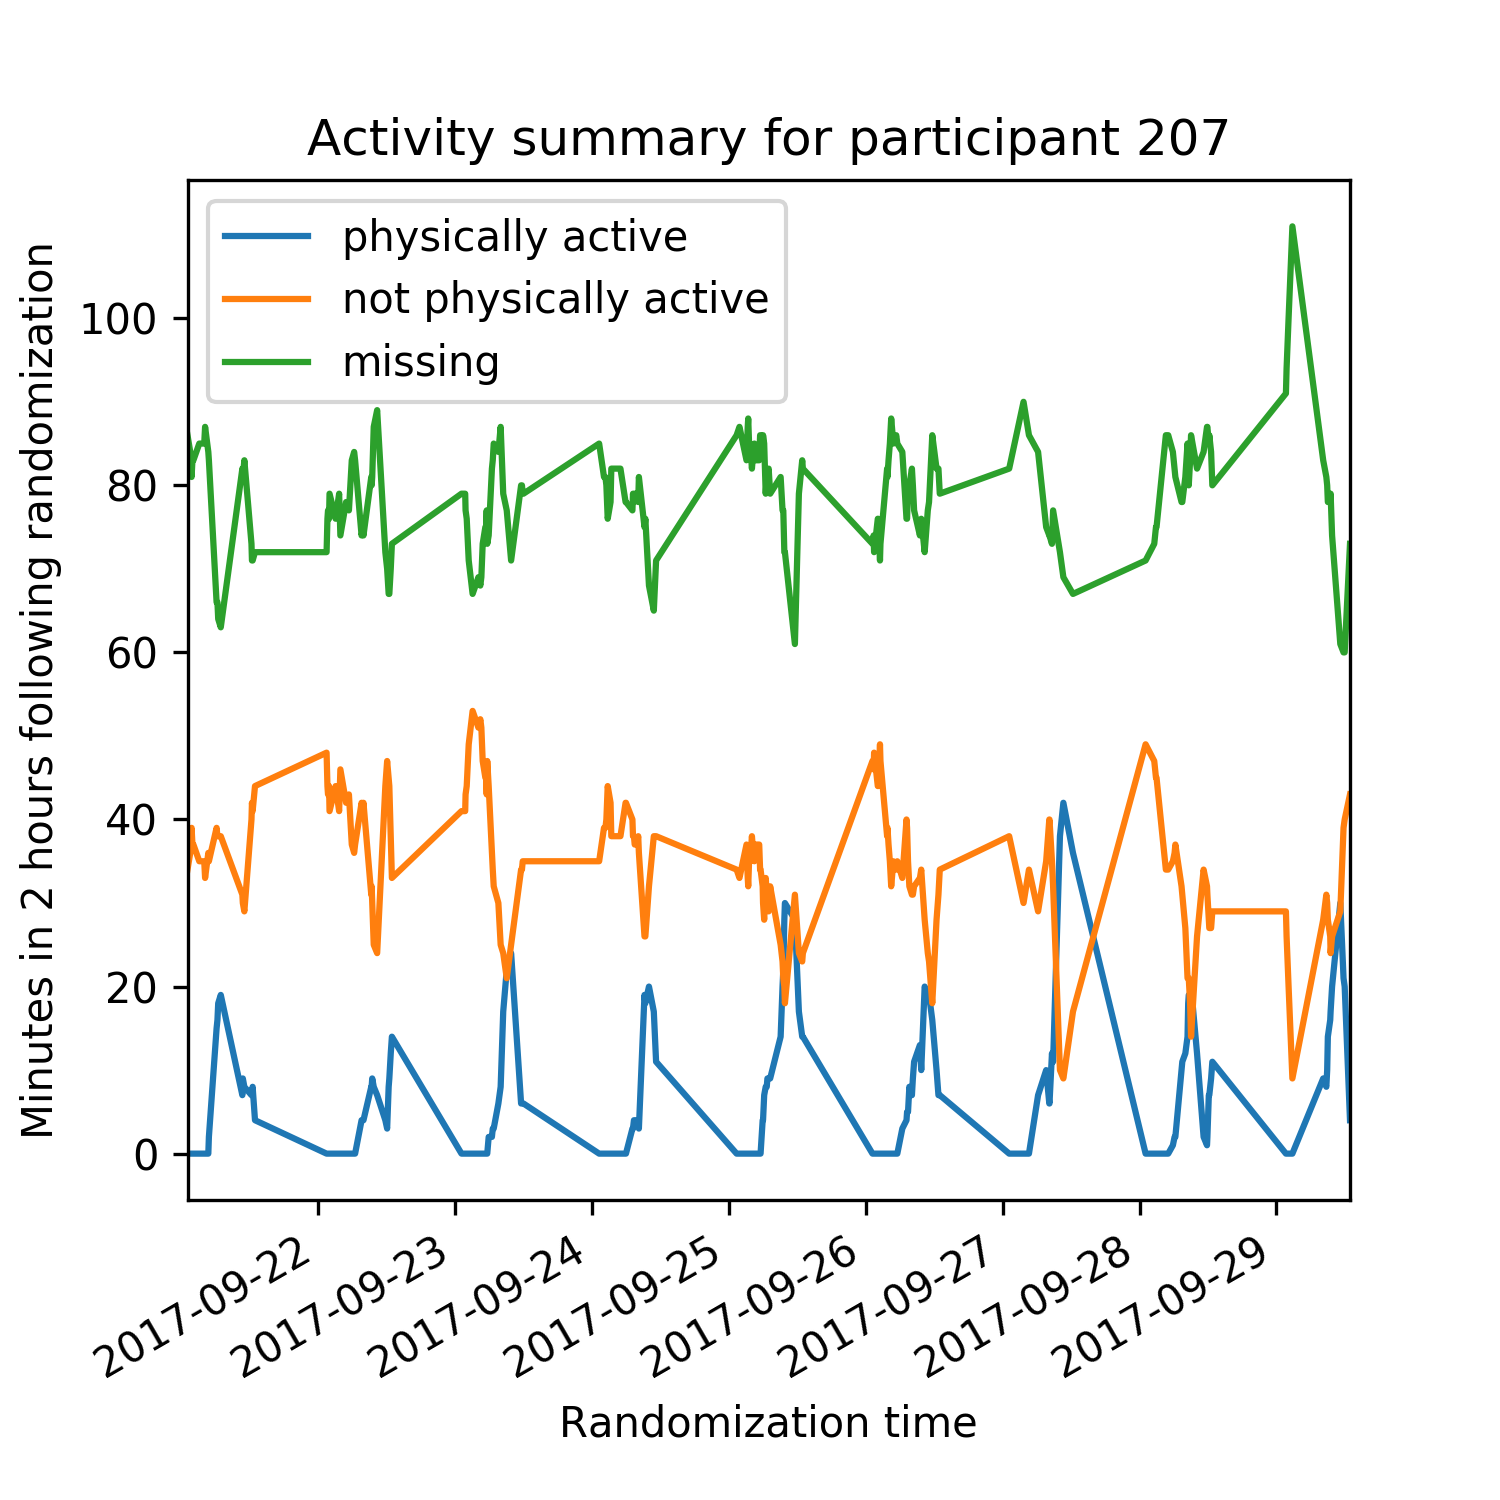 Activity summary for participant 207
physically active
not physically active
missing
Minutes in 2 hours following randomization
100
80
60
40
20
0
2017-09-22
2017-09-23
2017-09-24
2017-09-25
2017-09-26
2017-09-27
2017-09-28
2017-09-29
Randomization time